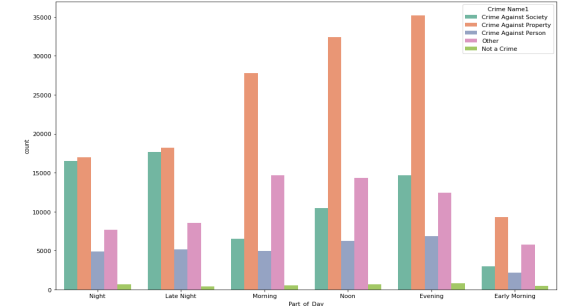 Crime Name1
Crime Against Society
Crime Against Property
Crime Against Person
Other
Not a Crime
count
35000
30000
25000
20000
15000
10000
5000
0
Night Late Night Morning Noon Evening Early Morning
Part_of_Day